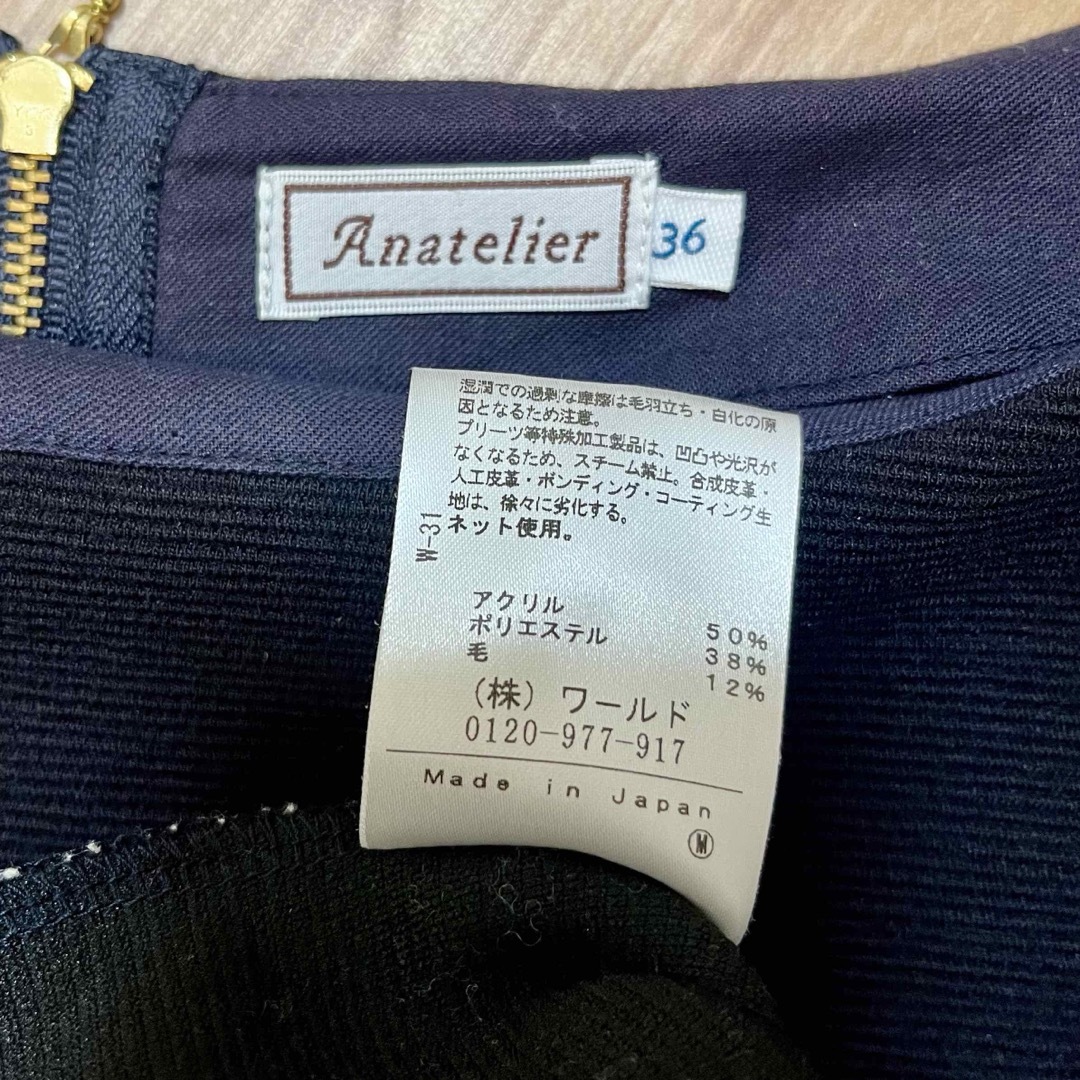 Anatelier
36
湿潤での過剰な摩擦は毛羽立ち・白化の原
因となるため注意。
プリーツ等特殊加工製品は、凹凸や光沢が
なくなるため、スチーム禁止。合成皮革・
人工皮革・ボンディング・コーティング生
地は、徐々に劣化する。
ネット使用。
W-31
アクリル 50%
ポリエステル 38%
毛 12%
(株) ワールド
0120-977-917
Made in Japan
Ⓜ